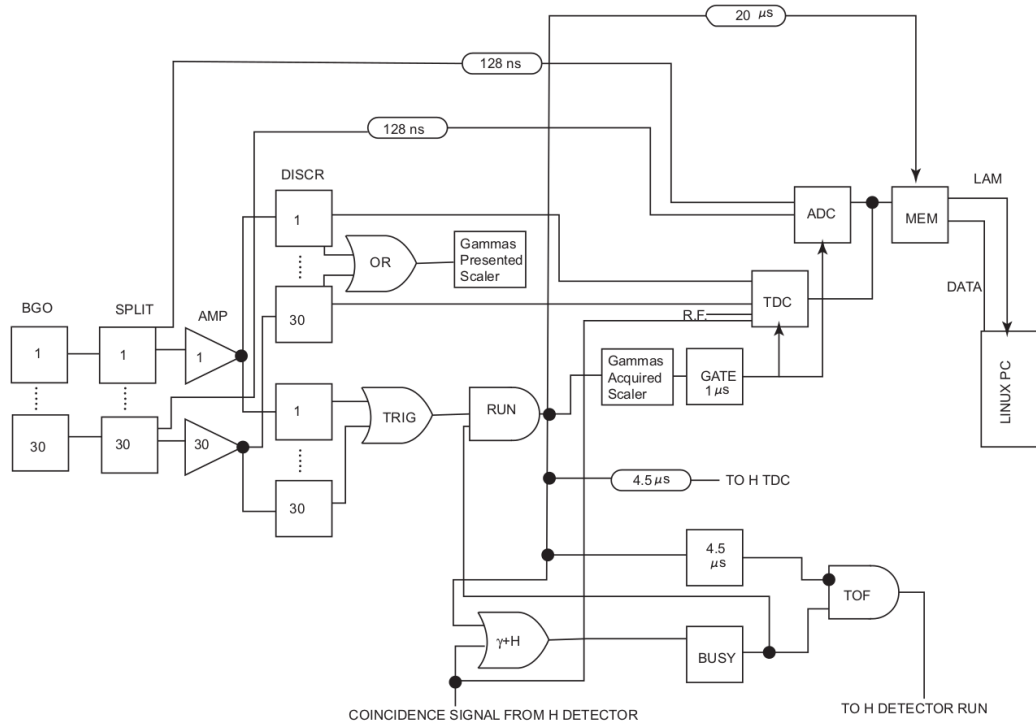 20 μs
128 ns
128 ns
DISCR
LAM
1
ADC
MEM
OR
Gammas
Presented
Scaler
DATA
BGO
SPLIT
AMP
30
TDC
R.F.
1
1
1
Gammas
Acquired
Scaler
GATE
1 μs
LINUX PC
1
TRIG
RUN
30
30
30
4.5 μs
TO H TDC
30
4.5
μs
TOF
γ+H
BUSY
COINCIDENCE SIGNAL FROM H DETECTOR
TO H DETECTOR RUN